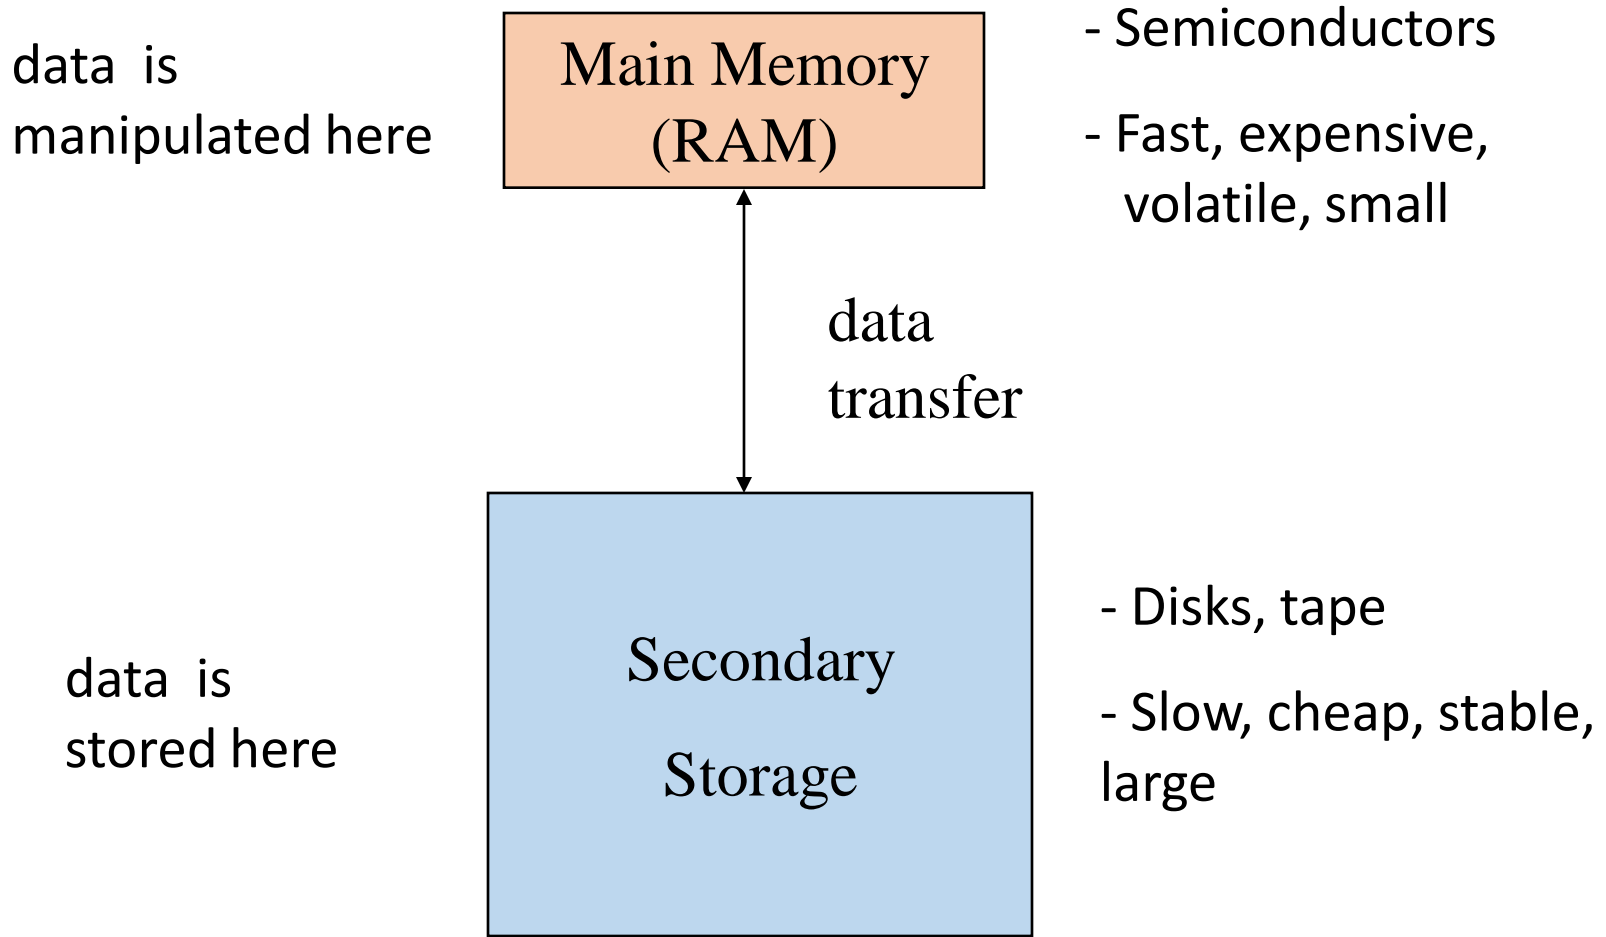 data is
manipulated here
Main Memory
(RAM)
- Semiconductors
- Fast, expensive,
volatile, small
data
transfer
data is
stored here
Secondary
Storage
- Disks, tape
- Slow, cheap, stable,
large